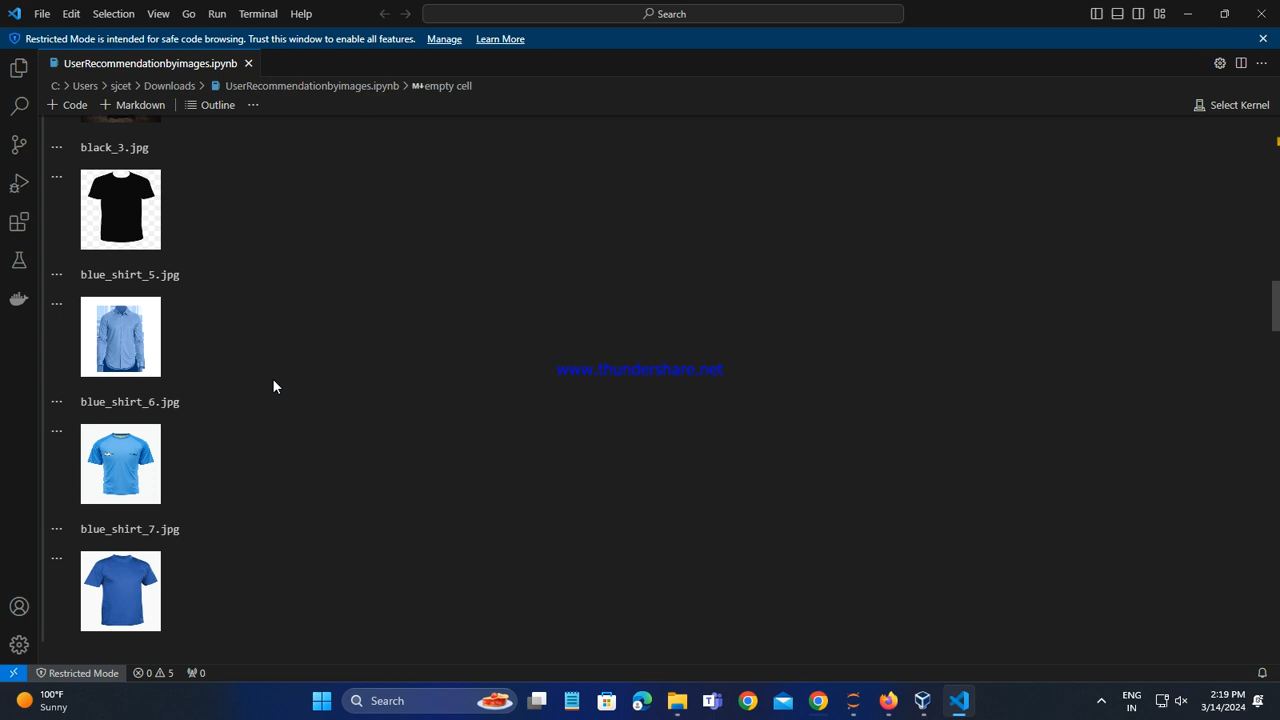 File Edit Selection View Go Run Terminal Help
Search
Restricted Mode is intended for safe code browsing. Trust this window to enable all features. Manage Learn More
UserRecommendationbyimages.ipynb
C: > Users > sjcet > Downloads > UserRecommendationbyimages.ipynb > M↓empty cell
+ Code + Markdown Outline ...
Select Kernel
black_3.jpg
blue_shirt_5.jpg
blue_shirt_6.jpg
blue_shirt_7.jpg
www.thundershare.net
Restricted Mode 0 5 0
100°F
Sunny
Search
ENG
IN
2:19 PM
3/14/2024